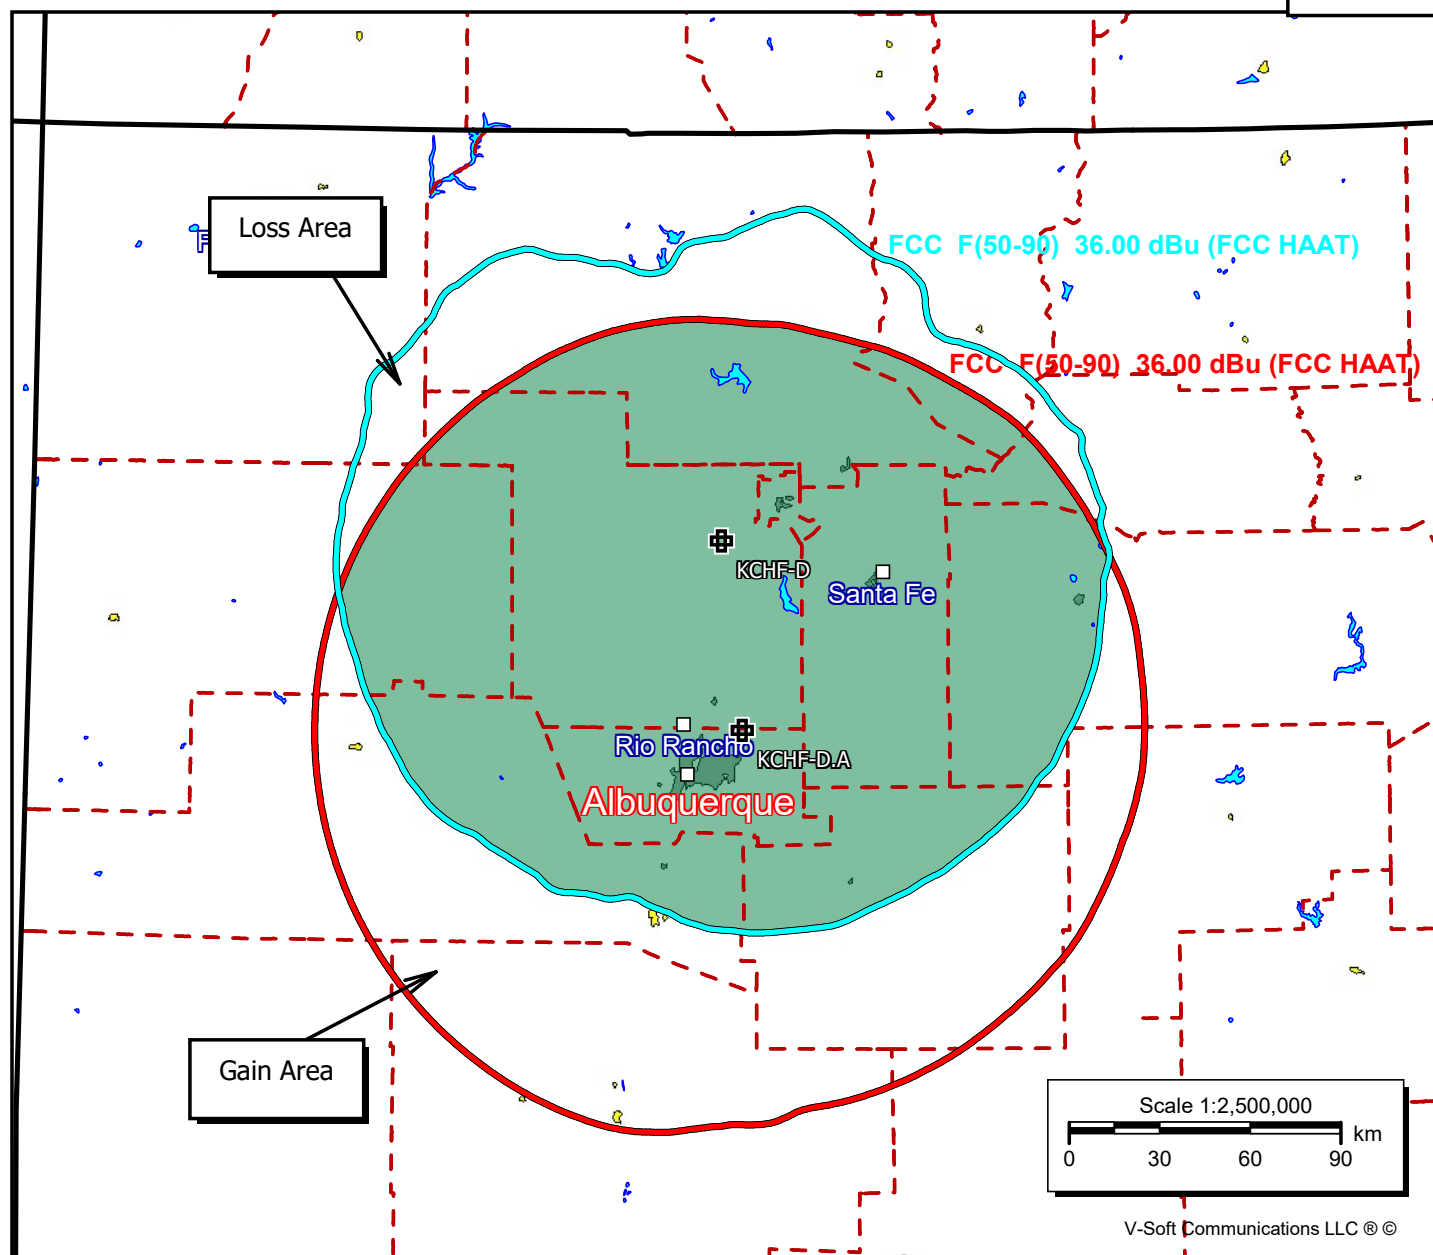 Loss Area
F
FCC F(50-90) 36.00 dBu (FCC HAAT)
FCC F(50-90) 36.00 dBu (FCC HAAT)
KCHF-D
Santa Fe
Rio Rancho
KCHF-D.A
Albuquerque
Gain Area
Scale 1:2,500,000
km
0 30 60 90
V-Soft Communications LLC ® ©